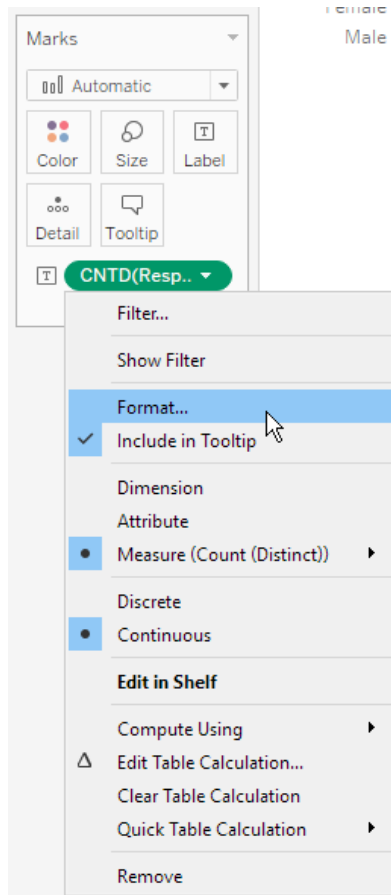 Female
Marks
Male
Automatic
Color Size T Label
Detail Tooltip
T CNTD(Resp..
Filter...
Show Filter
Format...
Include in Tooltip
Dimension
Attribute
Measure (Count (Distinct))
Discrete
Continuous
Edit in Shelf
Compute Using
Edit Table Calculation...
Clear Table Calculation
Quick Table Calculation
Remove